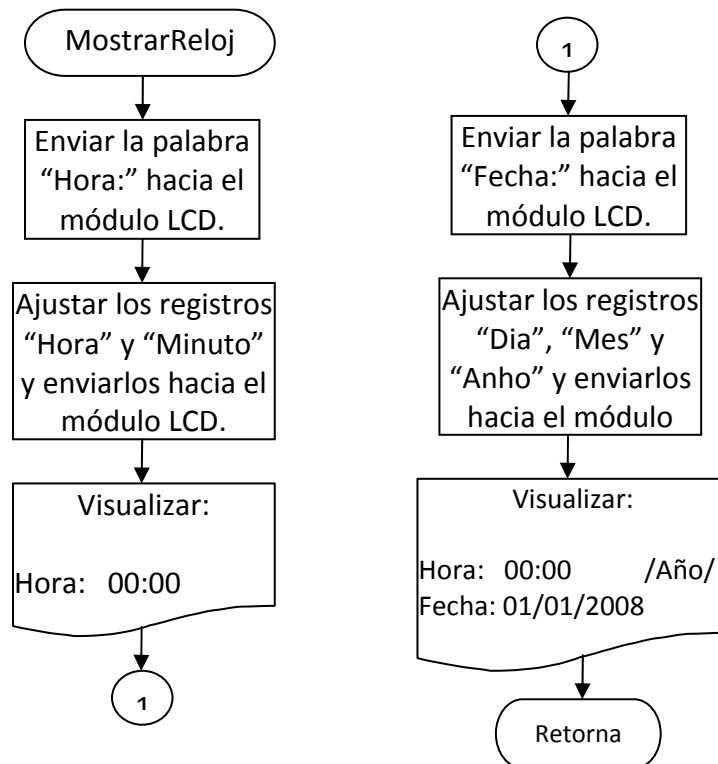 MostrarReloj
Enviar la palabra
“Hora:” hacia el
módulo LCD.
Ajustar los registros
“Hora” y “Minuto”
y enviarlos hacia el
módulo LCD.
Visualizar:
Hora: 00:00
1
1
Enviar la palabra
“Fecha:” hacia el
módulo LCD.
Ajustar los registros
“Dia”, “Mes” y
“Anho” y enviarlos
hacia el módulo
Visualizar:
Hora: 00:00 /Año/
Fecha: 01/01/2008
Retorna